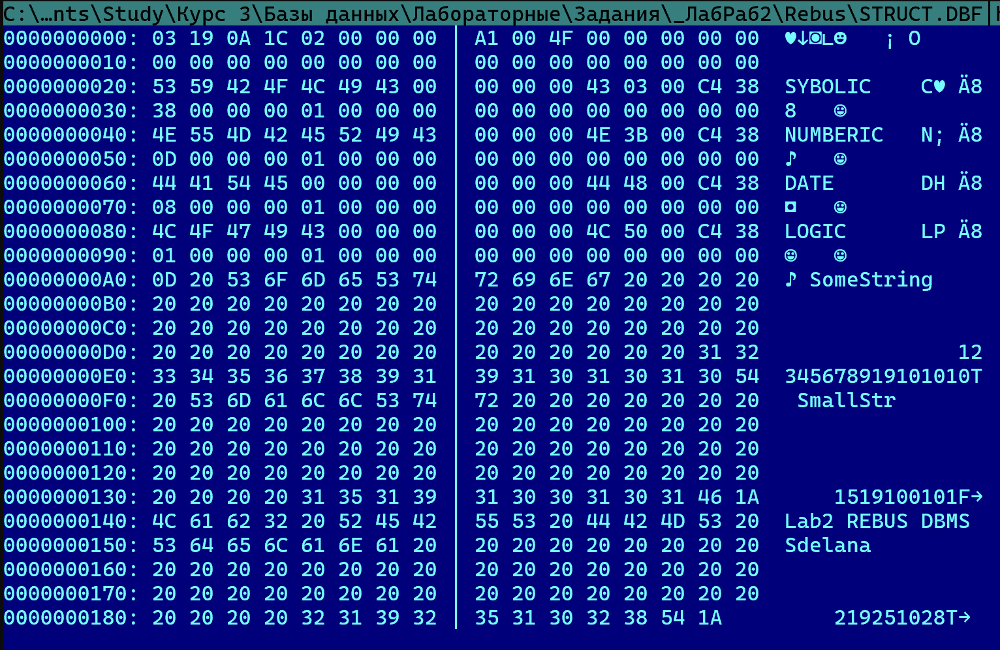 C:\…nts\Study\Курс 3\Базы данных\Лабораторные\Задания\_ЛабРаб2\Rebus\STRUCT.DBF
0000000000: 03 19 0A 1C 02 00 00 00 │ A1 00 4F 00 00 00 00 00 ♥↓◙∟☻ ¡ O
0000000010: 00 00 00 00 00 00 00 00 │ 00 00 00 00 00 00 00 00
0000000020: 53 59 42 4F 4C 49 43 00 │ 00 00 00 43 03 00 C4 38 SYBOLIC C♥ Ä8
0000000030: 38 00 00 00 01 00 00 00 │ 00 00 00 00 00 00 00 00 8 ☺
0000000040: 4E 55 4D 42 45 52 49 43 │ 00 00 00 4E 3B 00 C4 38 NUMBERIC N; Ä8
0000000050: 0D 00 00 00 01 00 00 00 │ 00 00 00 00 00 00 00 00 ♪ ☺
0000000060: 44 41 54 45 00 00 00 00 │ 00 00 00 44 48 00 C4 38 DATE DH Ä8
0000000070: 08 00 00 00 01 00 00 00 │ 00 00 00 00 00 00 00 00 ◘ ☺
0000000080: 4C 4F 47 49 43 00 00 00 │ 00 00 00 4C 50 00 C4 38 LOGIC LP Ä8
0000000090: 01 00 00 00 01 00 00 00 │ 00 00 00 00 00 00 00 00 ☺ ☺
00000000A0: 0D 20 53 6F 6D 65 53 74 │ 72 69 6E 67 20 20 20 20 ♪ SomeString
00000000B0: 20 20 20 20 20 20 20 20 │ 20 20 20 20 20 20 20 20
00000000C0: 20 20 20 20 20 20 20 20 │ 20 20 20 20 20 20 20 20
00000000D0: 20 20 20 20 20 20 20 20 │ 20 20 20 20 20 20 31 32 12
00000000E0: 33 34 35 36 37 38 39 31 │ 39 31 30 31 30 31 30 54 345678919101010T
00000000F0: 20 53 6D 61 6C 6C 53 74 │ 72 20 20 20 20 20 20 20 SmallStr
0000000100: 20 20 20 20 20 20 20 20 │ 20 20 20 20 20 20 20 20
0000000110: 20 20 20 20 20 20 20 20 │ 20 20 20 20 20 20 20 20
0000000120: 20 20 20 20 20 20 20 20 │ 20 20 20 20 20 20 20 20
0000000130: 20 20 20 20 31 35 31 39 │ 31 30 30 31 30 31 46 1A 1519100101F→
0000000140: 4C 61 62 32 20 52 45 42 │ 55 53 20 44 42 4D 53 20 Lab2 REBUS DBMS
0000000150: 53 64 65 6C 61 6E 61 20 │ 20 20 20 20 20 20 20 20 Sdelana
0000000160: 20 20 20 20 20 20 20 20 │ 20 20 20 20 20 20 20 20
0000000170: 20 20 20 20 20 20 20 20 │ 20 20 20 20 20 20 20 20
0000000180: 20 20 20 20 32 31 39 32 │ 35 31 30 32 38 54 1A 219251028T→